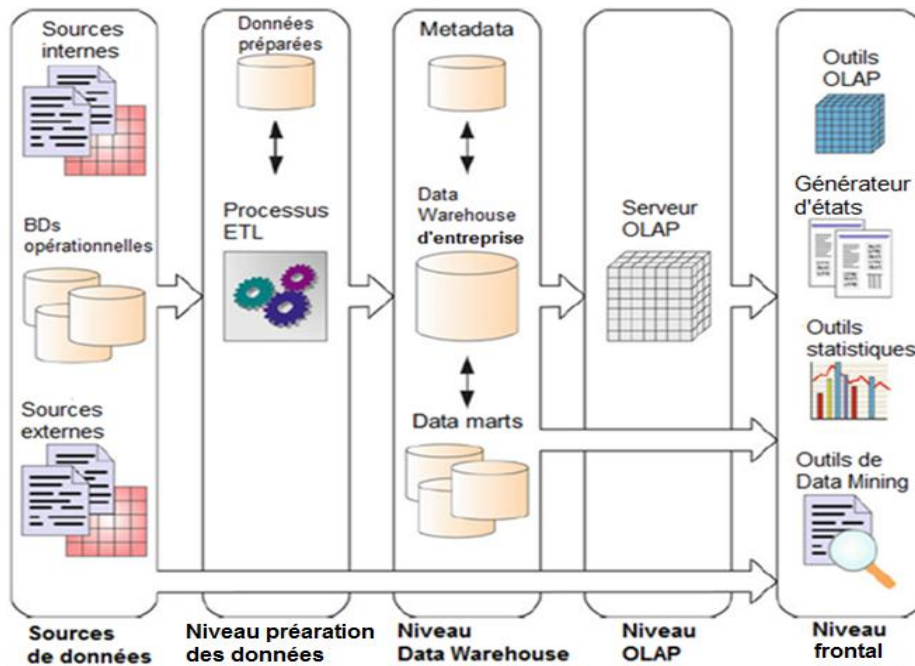 Sources
internes
BDs
opérationnelles
Sources
externes
Sources
de données
Données
préparées
Processus
ETL
Niveau préaration
des données
Metadata
Data
Warehouse
d'entreprise
Data marts
Niveau
Data Warehouse
Serveur
OLAP
Niveau
OLAP
Outils
OLAP
Générateur
d'états
Outils
statistiques
Outils de
Data Mining
Niveau
frontal